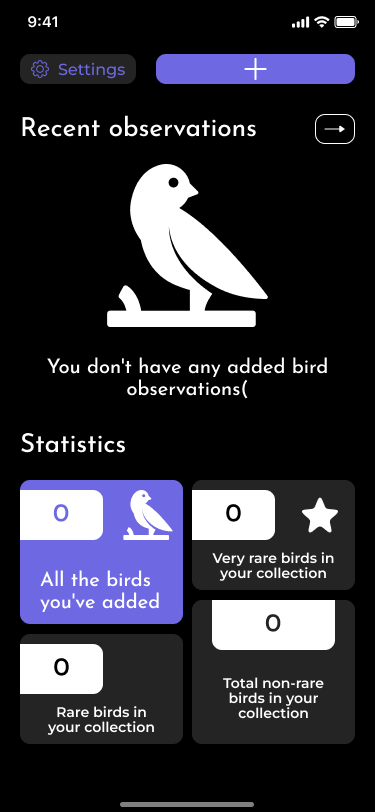 9:41
Settings
Recent observations
You don't have any added bird
observations(
Statistics
0
All the birds
you've added
0
Very rare birds in
your collection
0
Rare birds in
your collection
0
Total non-rare
birds in your
collection